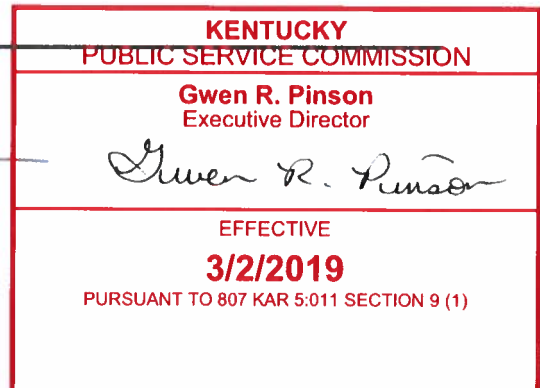 KENTUCKY
PUBLIC SERVICE COMMISSION
Gwen R. Pinson
Executive Director
Gwen R. Pinson
EFFECTIVE
3/2/2019
PURSUANT TO 807 KAR 5:011 SECTION 9 (1)